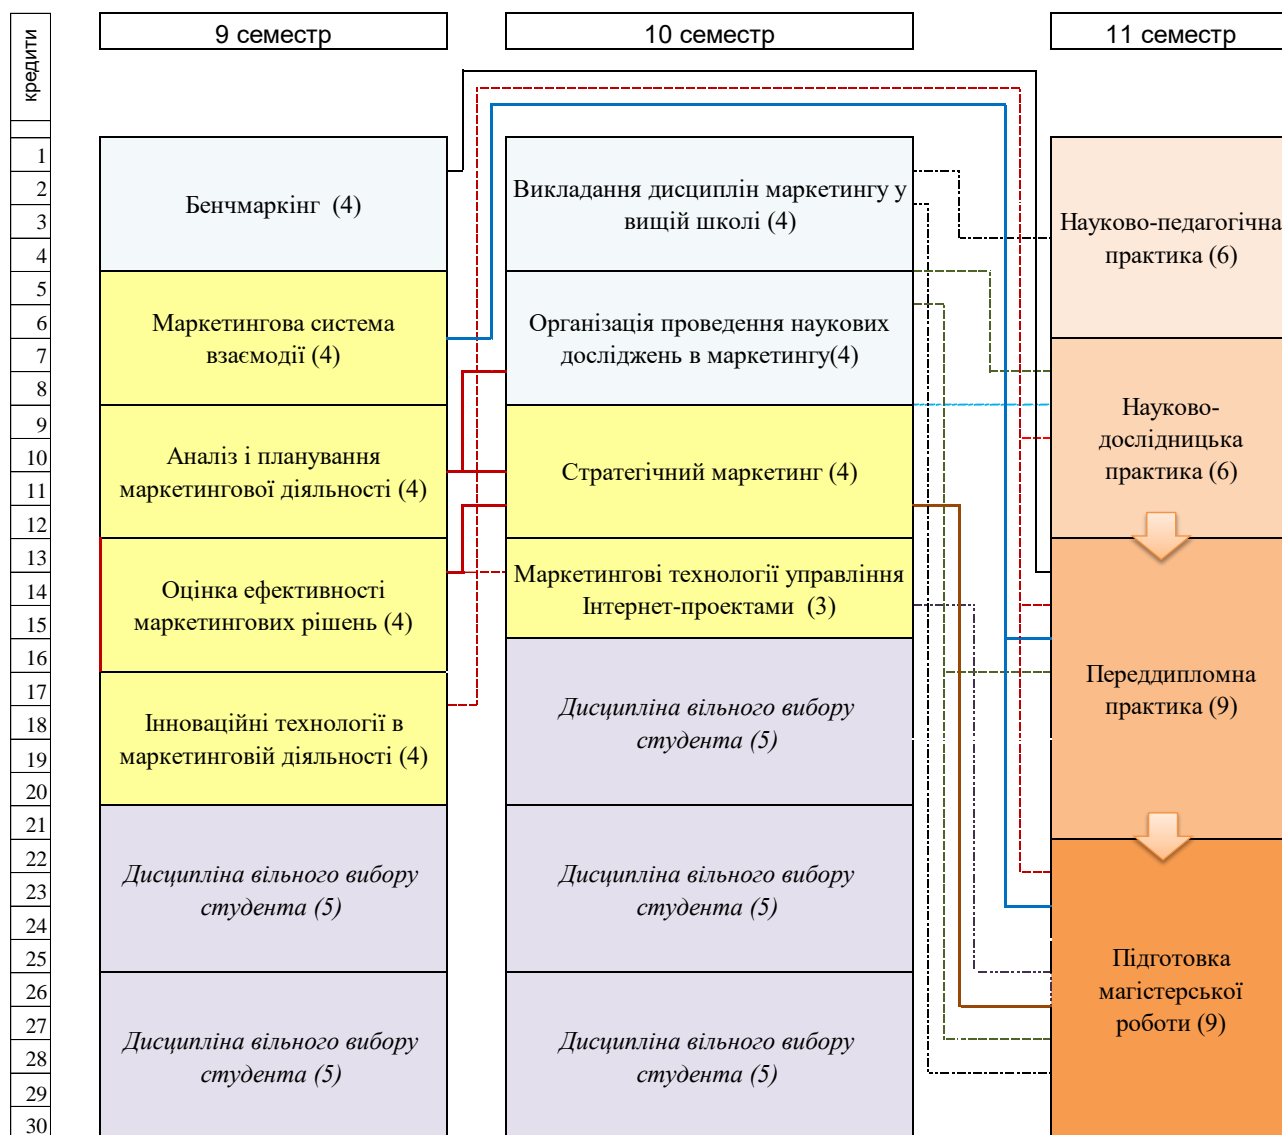 кредити
9 семестр
10 семестр
11 семестр
1
2
3
4
5
6
7
8
9
10
11
12
13
14
15
16
17
18
19
20
21
22
23
24
25
26
27
28
29
30
Бенчмаркінг (4)
Маркетингова система
взаємодії (4)
Аналіз і планування
маркетингової діяльності (4)
Оцінка ефективності
маркетингових рішень (4)
Інноваційні технології в
маркетинговій діяльності (4)
Дисципліна вільного вибору
студента (5)
Дисципліна вільного вибору
студента (5)
Викладання дисциплін маркетингу у
вищій школі (4)
Організація проведення наукових
досліджень в маркетингу(4)
Стратегічний маркетинг (4)
Маркетингові технології управління
Інтернет-проектами (3)
Дисципліна вільного вибору
студента (5)
Дисципліна вільного вибору
студента (5)
Дисципліна вільного вибору
студента (5)
Науково-педагогічна
практика (6)
Науково-
дослідницька
практика (6)
Переддипломна
практика (9)
Підготовка
магістерської
роботи (9)